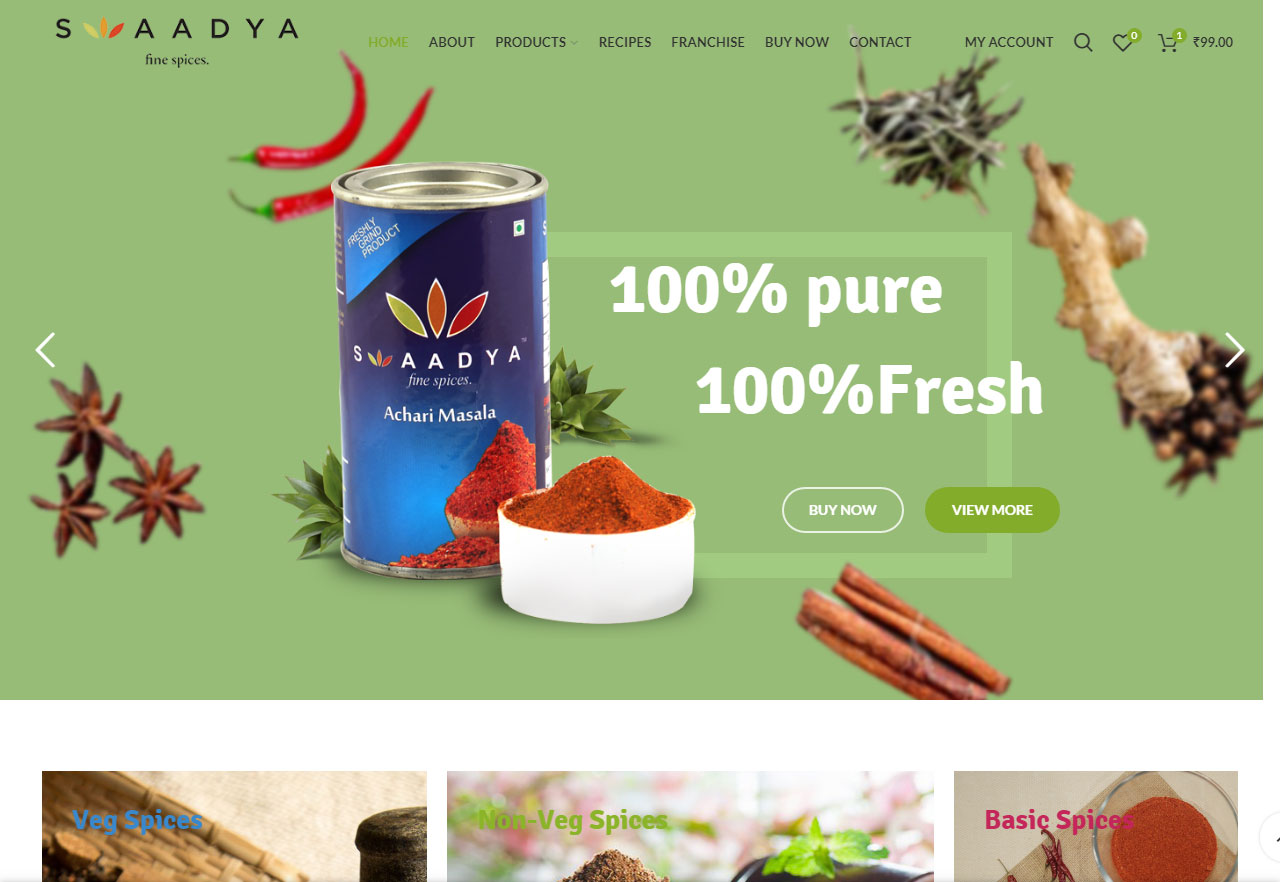 S AADYA
fine spices.
HOME ABOUT PRODUCTS RECIPES FRANCHISE BUY NOW CONTACT MY ACCOUNT 0 1 ₹99.00
FRESHLY
GRIND
PRODUCT
S AADYA
fine spices.
Achari Masala
100% pure
100%Fresh
BUY NOW VIEW MORE
Veg Spices Non-Veg Spices Basic Spices